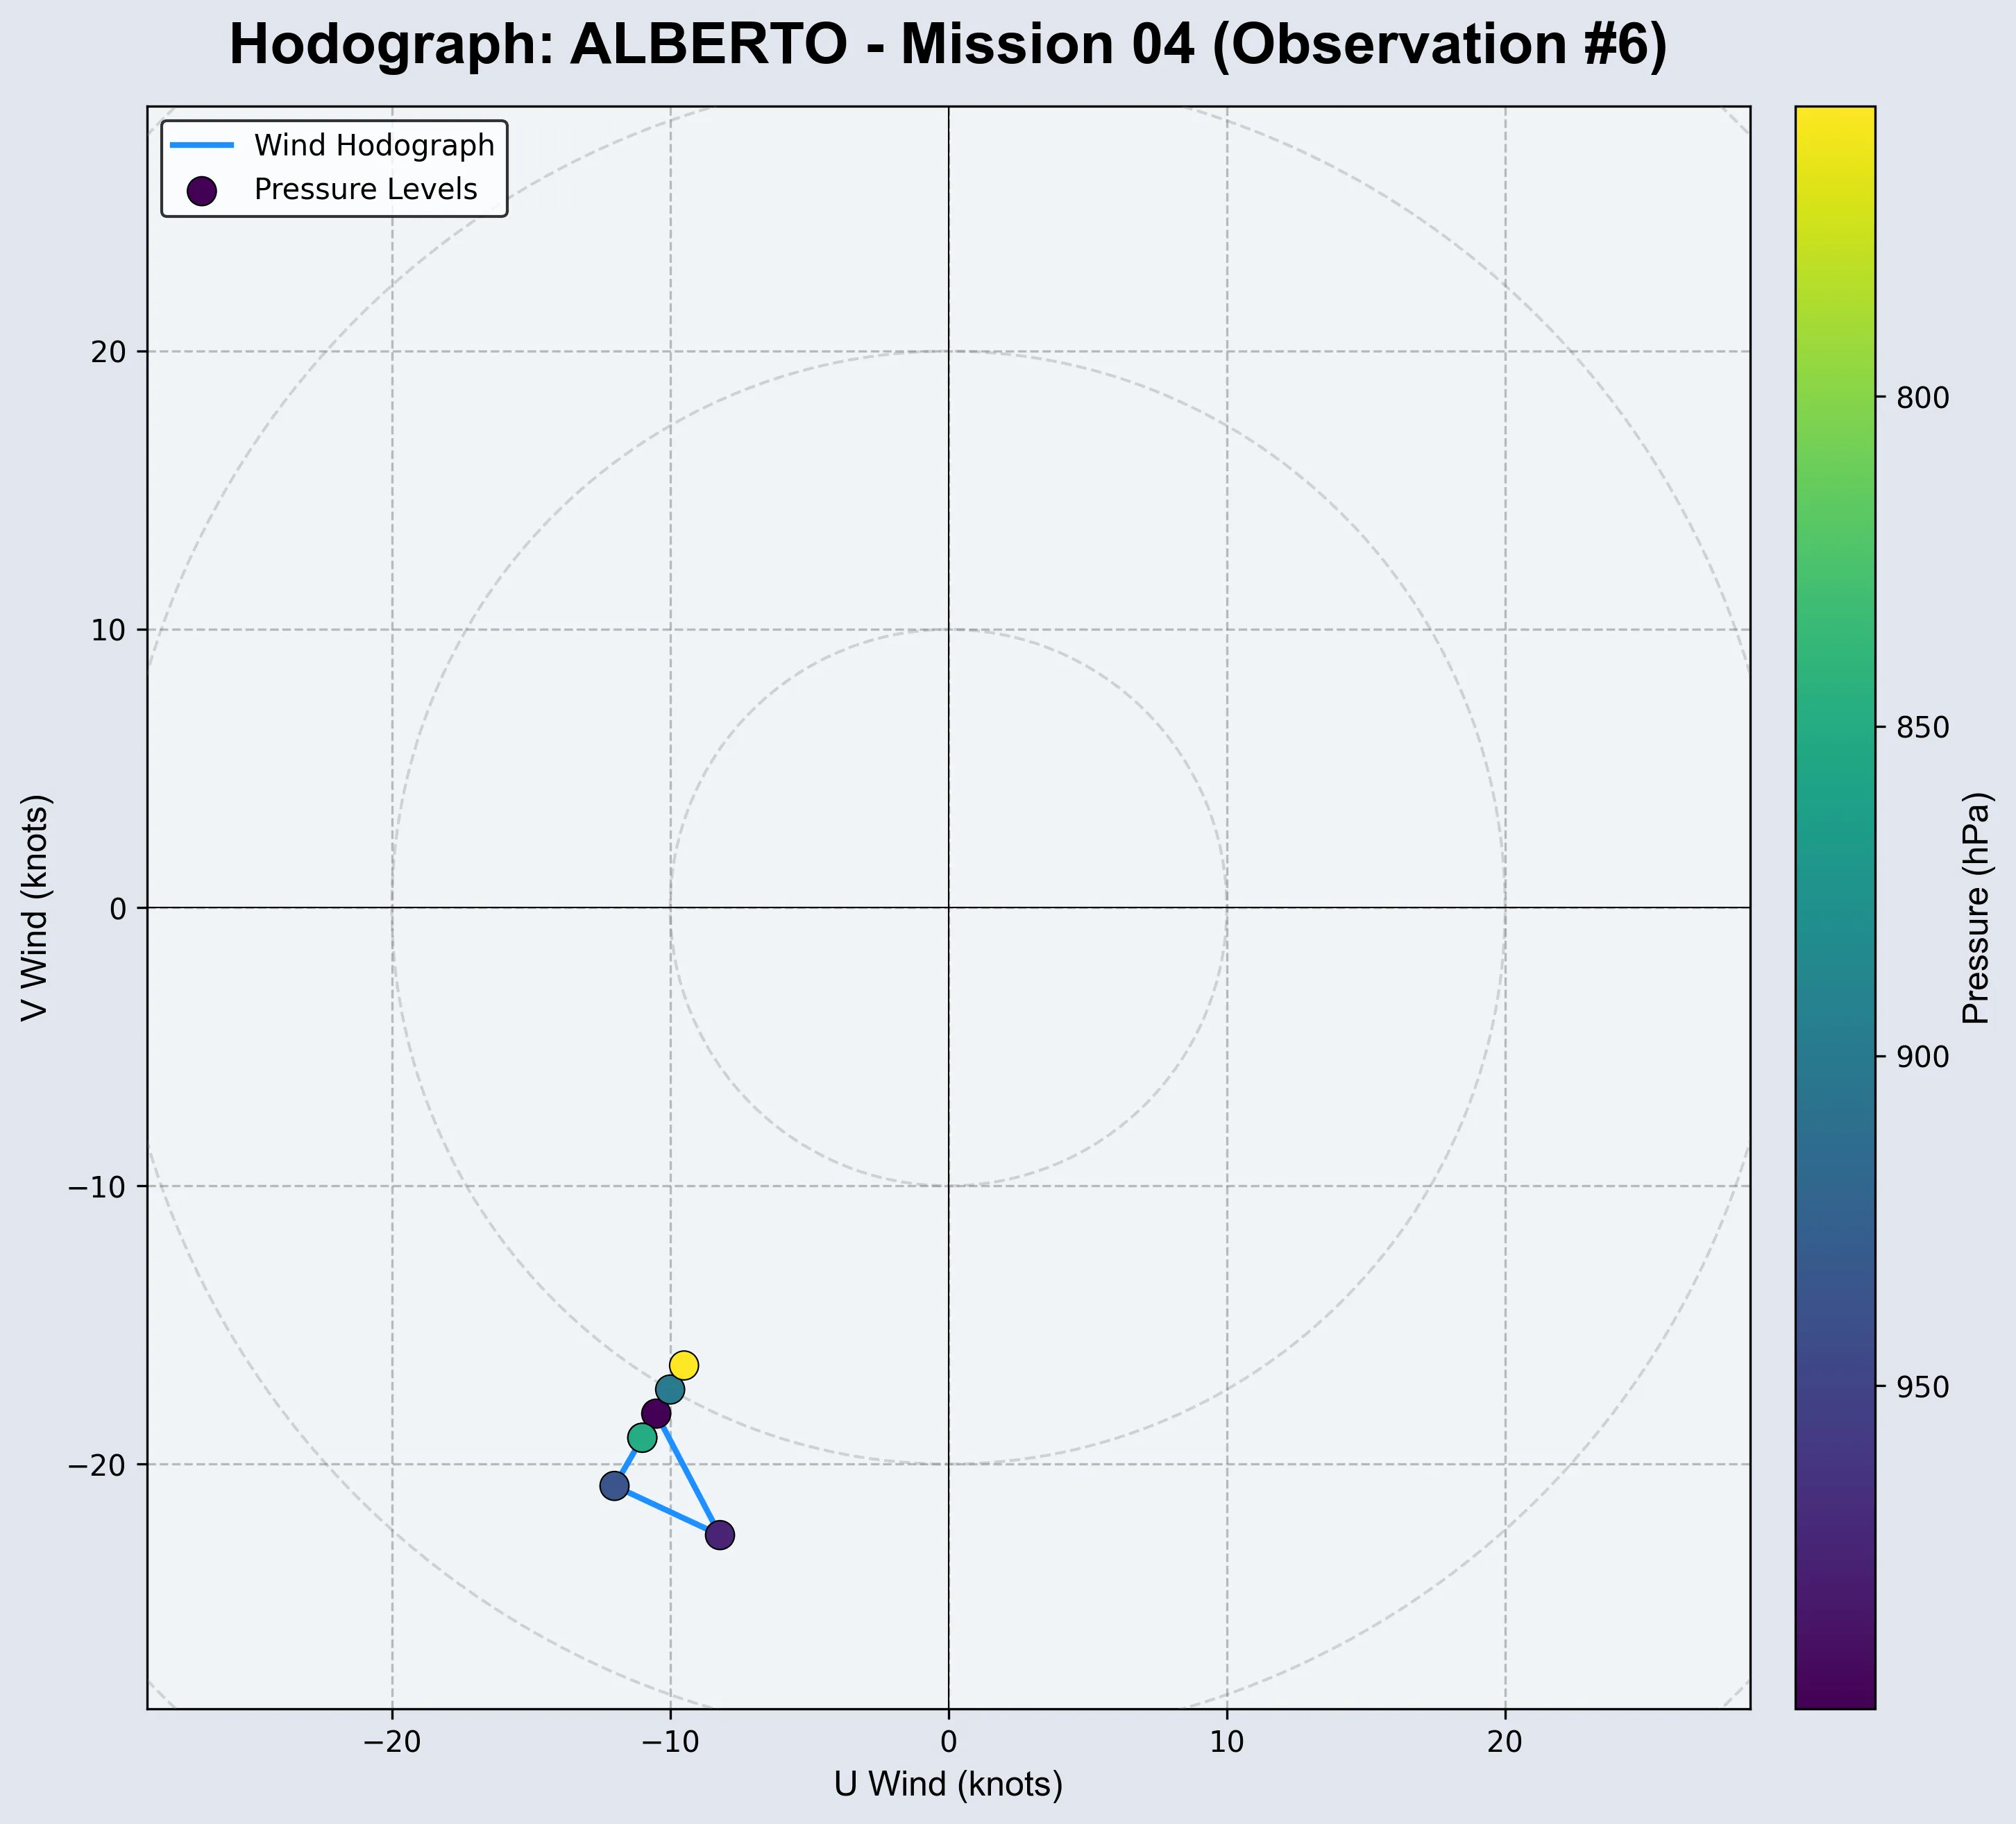 Hodograph: ALBERTO - Mission 04 (Observation #6)
Wind Hodograph
Pressure Levels
20
10
0
−10
−20
V Wind (knots)
−20
−10
0
10
20
U Wind (knots)
800
850
900
950
Pressure (hPa)